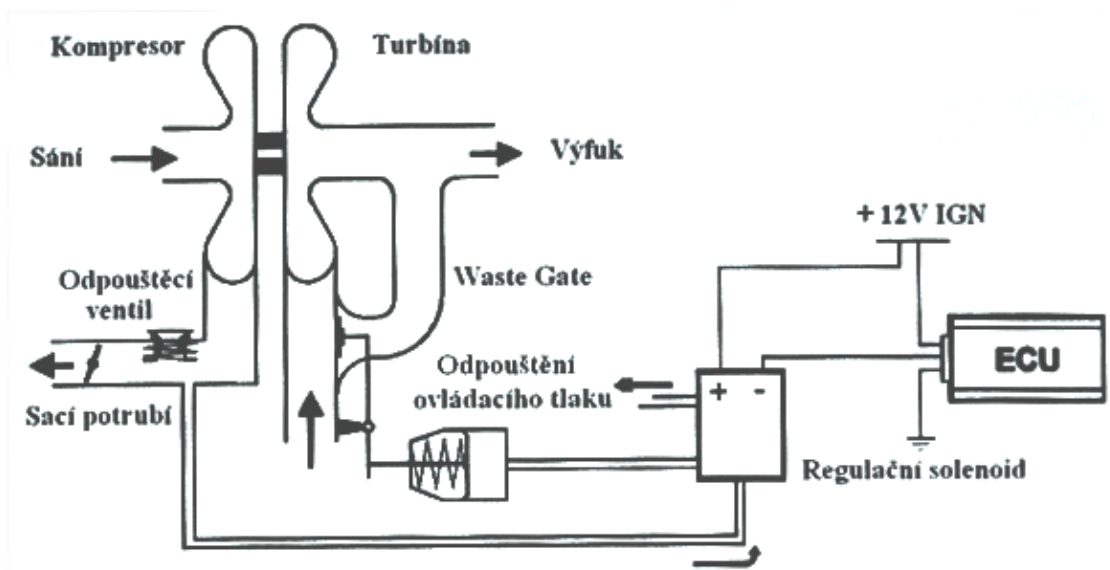 Kompresor
Turbína
Sání
Výfuk
+ 12V IGN
Odpouštěcí
ventil
Waste Gate
ECU
Odpouštění
ovládacího tlaku
+ -
Sací potrubí
Regulační solenoid